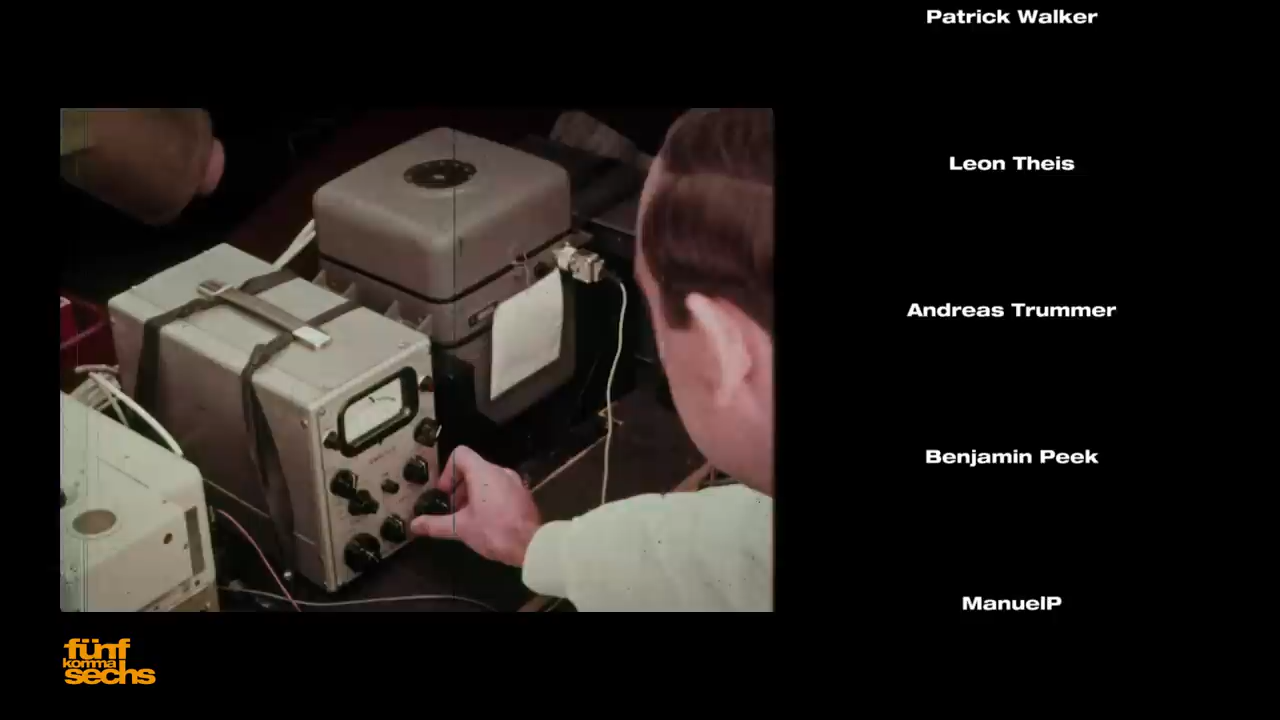 Patrick Walker
Leon Theis
Andreas Trummer
Benjamin Peek
ManuelP
fünf
komma
sechs